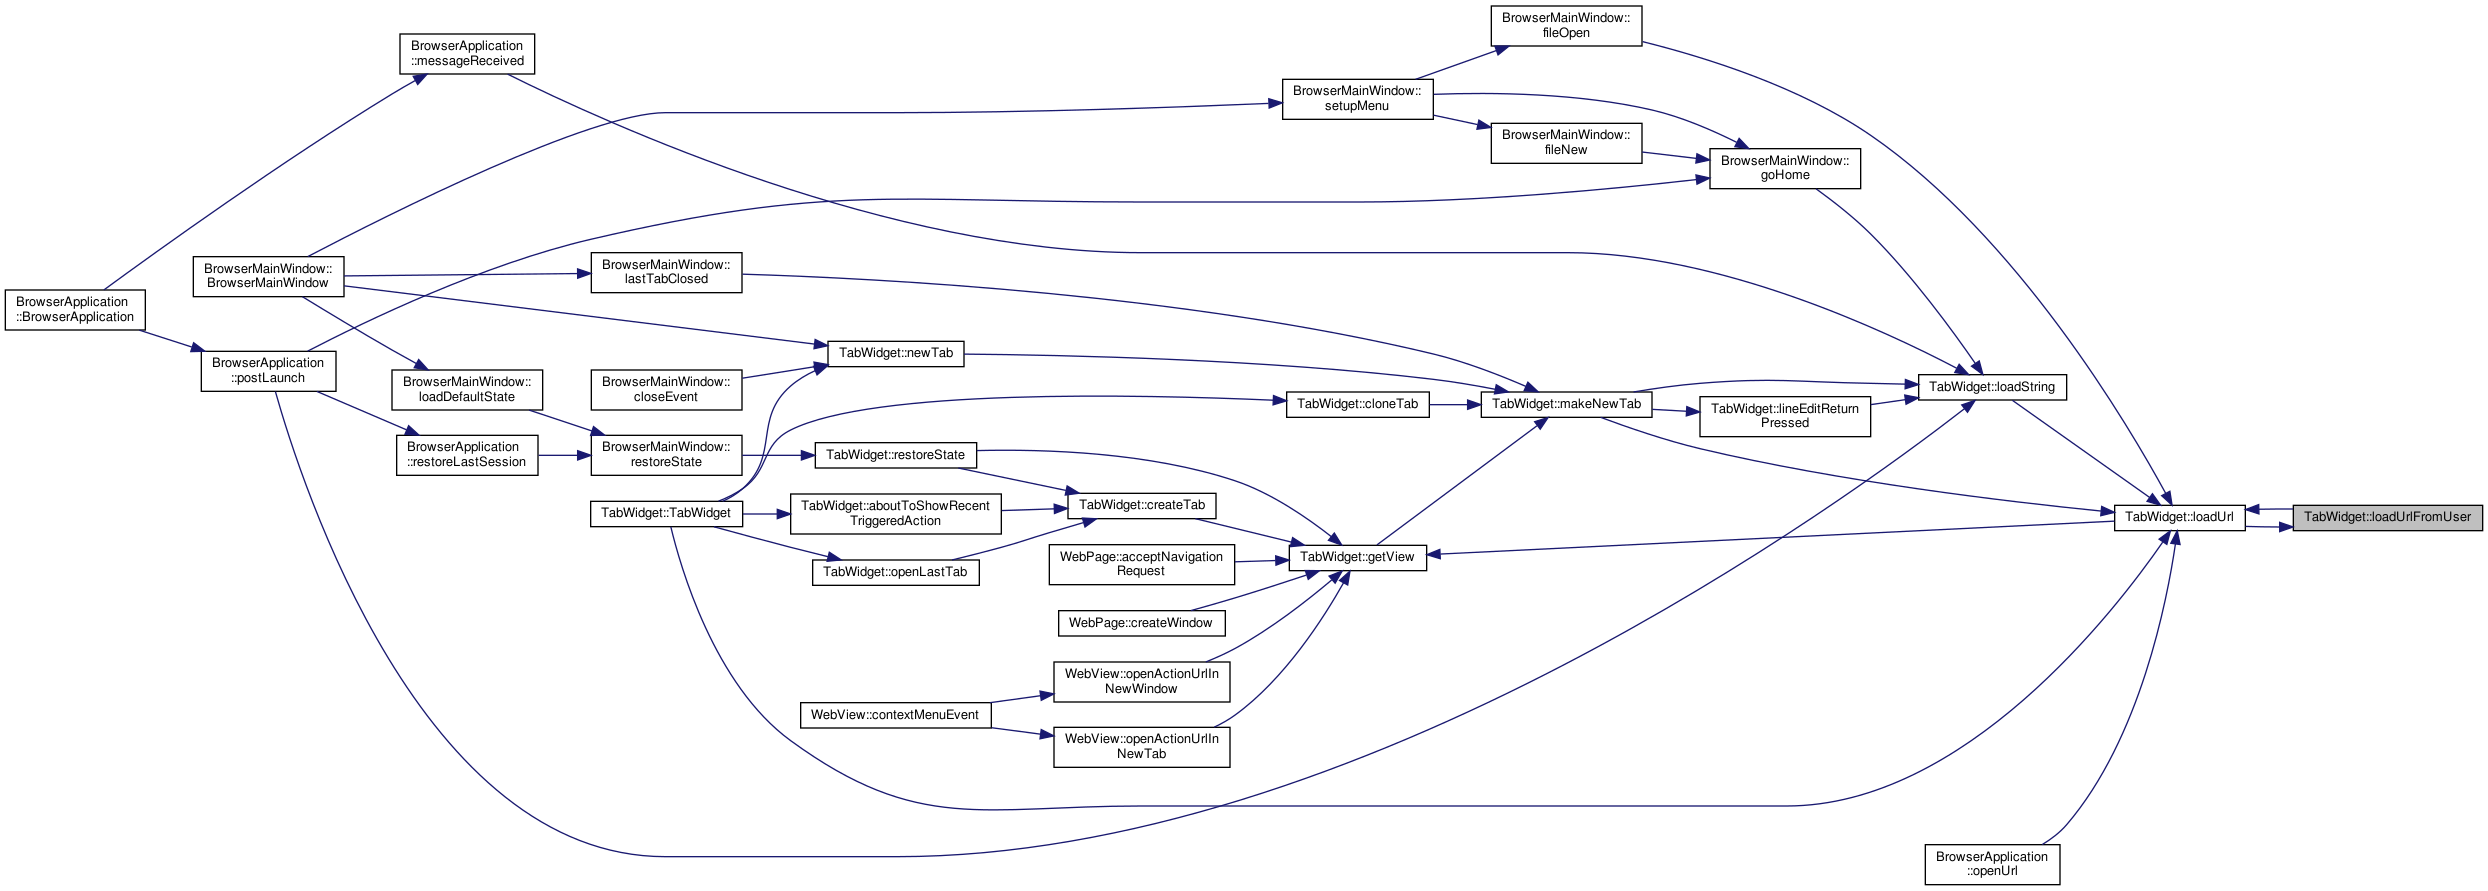 BrowserMainWindow::
fileOpen
BrowserApplication
::messageReceived
BrowserMainWindow::
setupMenu
BrowserMainWindow::
fileNew
BrowserMainWindow::
goHome
BrowserMainWindow::
BrowserMainWindow
BrowserMainWindow::
lastTabClosed
BrowserApplication
::BrowserApplication
TabWidget::newTab
BrowserApplication
::postLaunch
BrowserMainWindow::
loadDefaultState
BrowserMainWindow::
closeEvent
TabWidget::cloneTab
TabWidget::makeNewTab
TabWidget::lineEditReturn
Pressed
TabWidget::loadString
BrowserApplication
::restoreLastSession
BrowserMainWindow::
restoreState
TabWidget::restoreState
TabWidget::TabWidget
TabWidget::aboutToShowRecent
TriggeredAction
TabWidget::createTab
TabWidget::loadUrl
TabWidget::loadUrlFromUser
TabWidget::openLastTab
WebPage::acceptNavigation
Request
TabWidget::getView
WebPage::createWindow
WebView::openActionUrlIn
NewWindow
WebView::contextMenuEvent
WebView::openActionUrlIn
NewTab
BrowserApplication
::openUrl